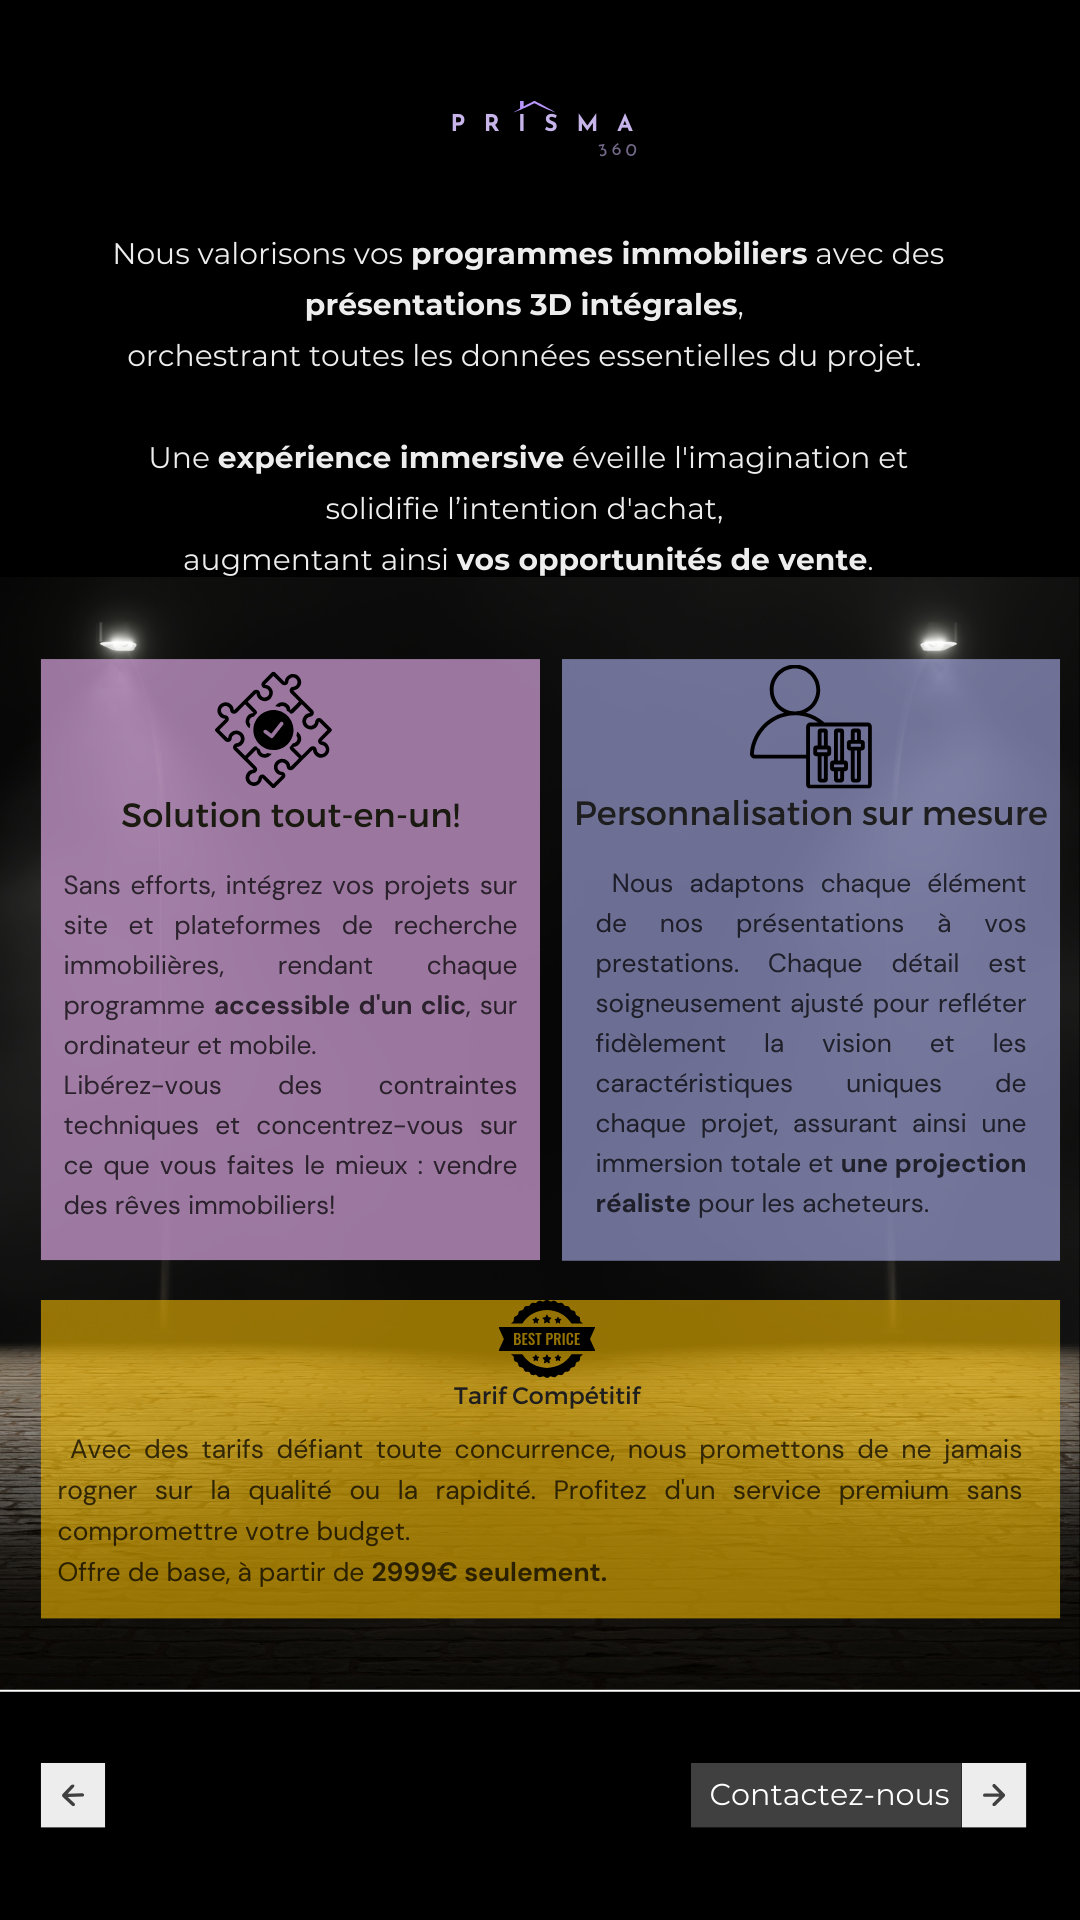 PRISMA
360
Nous valorisons vos programmes immobiliers avec des
présentations 3D intégrales,
orchestrant toutes les données essentielles du projet.
Une expérience immersive éveille l'imagination et
solidifie l’intention d'achat,
augmentant ainsi vos opportunités de vente.
Solution tout-en-un!
Sans efforts, intégrez vos projets sur
site et plateformes de recherche
immobilières, rendant chaque
programme accessible d'un clic, sur
ordinateur et mobile.
Libérez-vous des contraintes
techniques et concentrez-vous sur
ce que vous faites le mieux : vendre
des rêves immobiliers!
Personnalisation sur mesure
Nous adaptons chaque élément
de nos présentations à vos
prestations. Chaque détail est
soigneusement ajusté pour refléter
fidèlement la vision et les
caractéristiques uniques de
chaque projet, assurant ainsi une
immersion totale et une projection
réaliste pour les acheteurs.
BEST PRICE
Tarif Compétitif
Avec des tarifs défiant toute concurrence, nous promettons de ne jamais
rogner sur la qualité ou la rapidité. Profitez d'un service premium sans
compromettre votre budget.
Offre de base, à partir de 2999€ seulement.
Contactez-nous